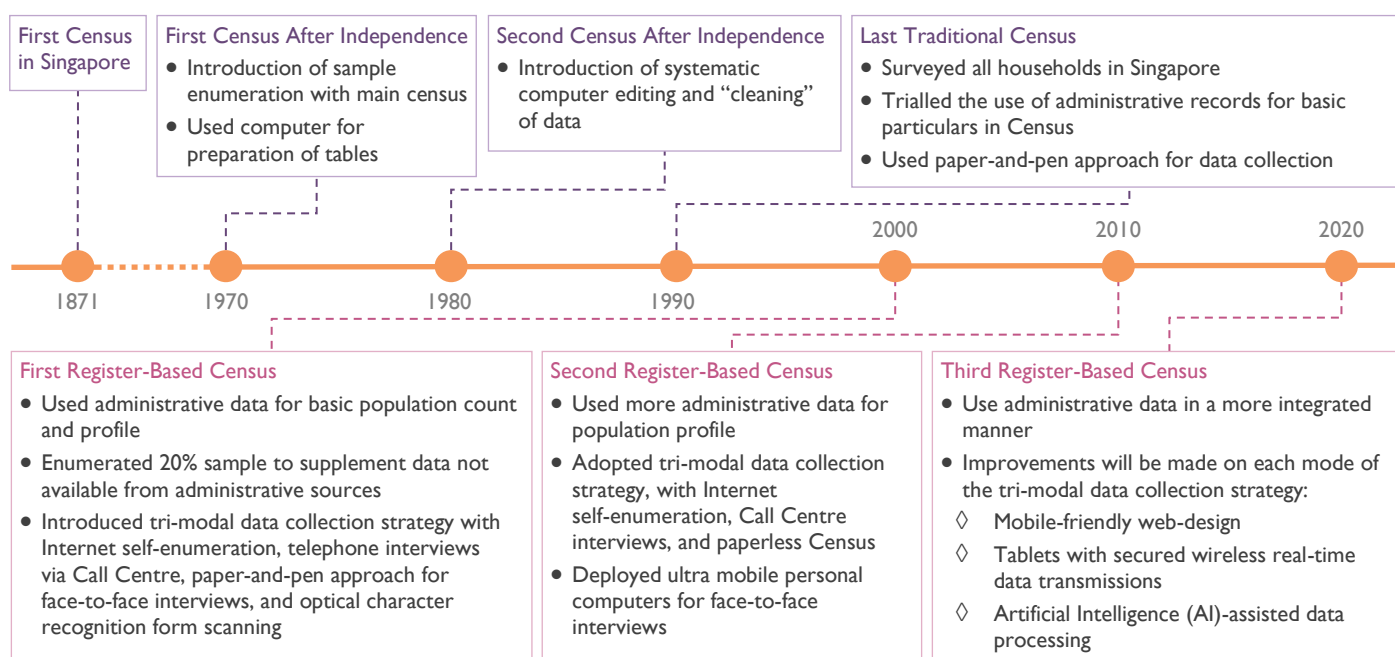 First Census
in Singapore
First Census After Independence
• Introduction of sample
enumeration with main census
• Used computer for
preparation of tables
Second Census After Independence
• Introduction of systematic
computer editing and “cleaning”
of data
Last Traditional Census
• Surveyed all households in Singapore
• Trialled the use of administrative records for basic
particulars in Census
• Used paper-and-pen approach for data collection
2000
2010
2020
1871
1970
1980
1990
First Register-Based Census
• Used administrative data for basic population count
and profile
• Enumerated 20% sample to supplement data not
available from administrative sources
• Introduced tri-modal data collection strategy with
Internet self-enumeration, telephone interviews
via Call Centre, paper-and-pen approach for
face-to-face interviews, and optical character
recognition form scanning
Second Register-Based Census
• Used more administrative data for
population profile
• Adopted tri-modal data collection
strategy, with Internet
self-enumeration, Call Centre
interviews, and paperless Census
• Deployed ultra mobile personal
computers for face-to-face
interviews
Third Register-Based Census
• Use administrative data in a more integrated
manner
• Improvements will be made on each mode of
the tri-modal data collection strategy:
◊ Mobile-friendly web-design
◊ Tablets with secured wireless real-time
data transmissions
◊ Artificial Intelligence (AI)-assisted data
processing